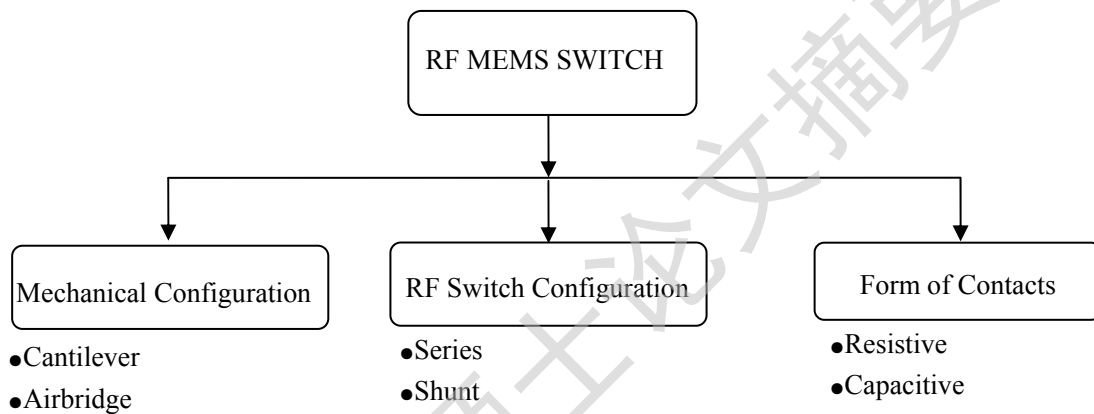 RF MEMS SWITCH
Mechanical Configuration
RF Switch Configuration
Form of Contacts
●Cantilever
●Airbridge
●Series
●Shunt
●Resistive
●Capacitive
士论文摘要